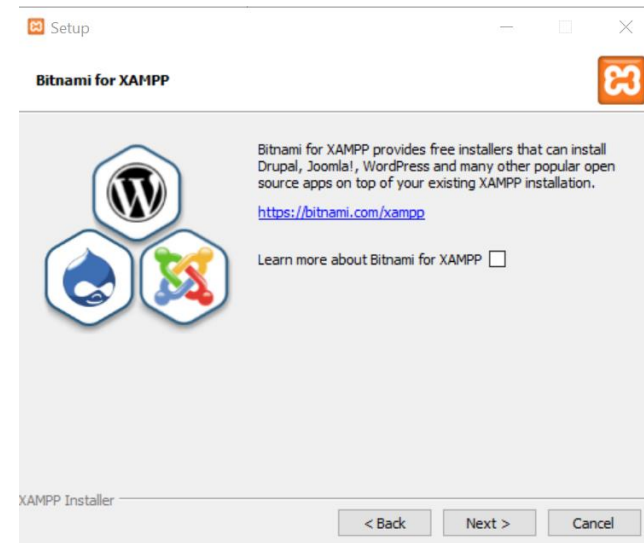 Setup
Bitnami for XAMPP
Bitnami for XAMPP provides free installers that can install
Drupal, Joomla!, WordPress and many other popular open
source apps on top of your existing XAMPP installation.
https://bitnami.com/xampp
Learn more about Bitnami for XAMPP
XAMPP Installer
< Back Next > Cancel